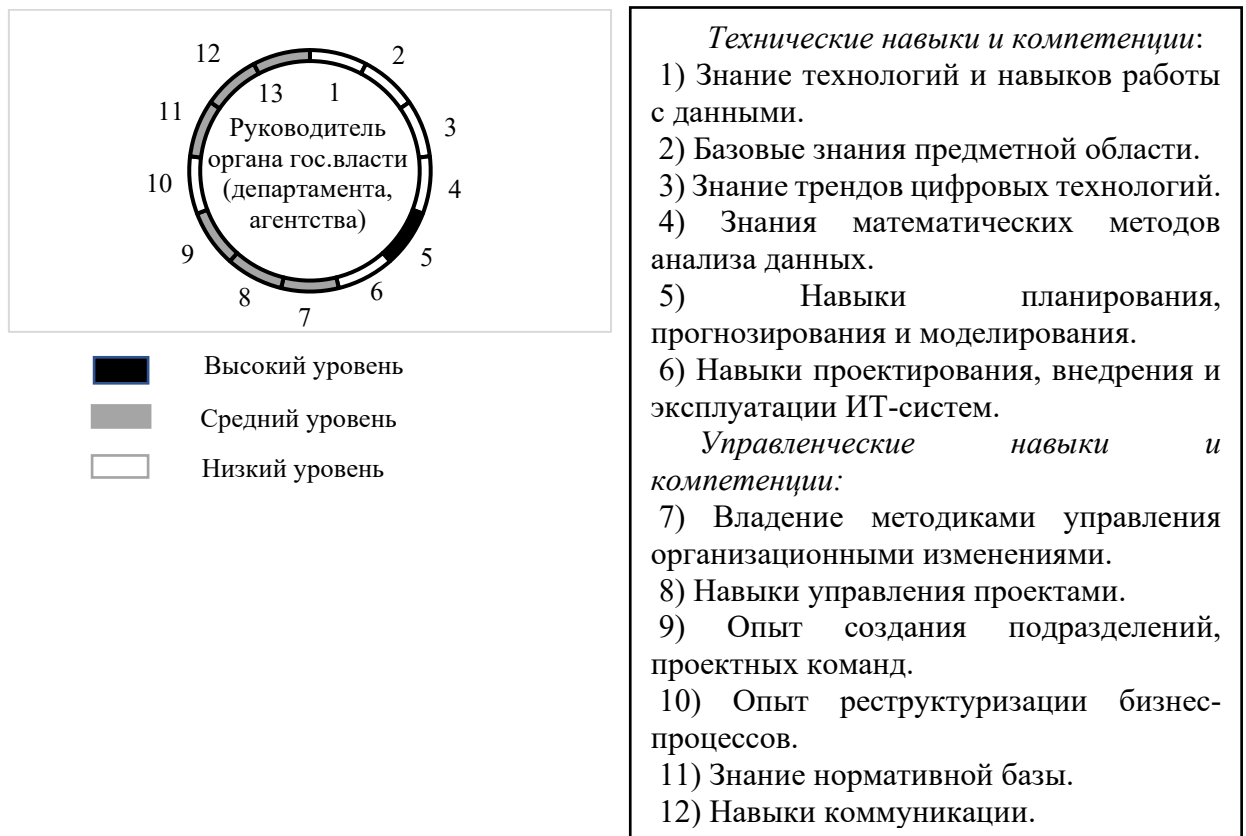 12
2
13
1
11
3
Руководитель
органа гос.власти
(департамента,
агентства)
10
4
9
5
8
6
7
Высокий уровень
Средний уровень
Низкий уровень
Технические навыки и компетенции:
1) Знание технологий и навыков работы
с данными.
2) Базовые знания предметной области.
3) Знание трендов цифровых технологий.
4) Знания математических методов
анализа данных.
5) Навыки планирования,
прогнозирования и моделирования.
6) Навыки проектирования, внедрения и
эксплуатации ИТ-систем.
Управленческие навыки и
компетенции:
7) Владение методиками управления
организационными изменениями.
8) Навыки управления проектами.
9) Опыт создания подразделений,
проектных команд.
10) Опыт реструктуризации бизнес-
процессов.
11) Знание нормативной базы.
12) Навыки коммуникации.